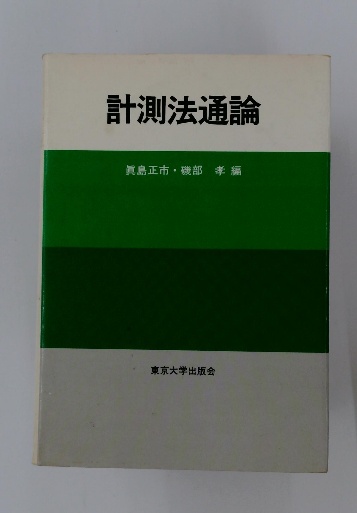 計測法通論
眞島正市・磯部 孝 編
東京大学出版会